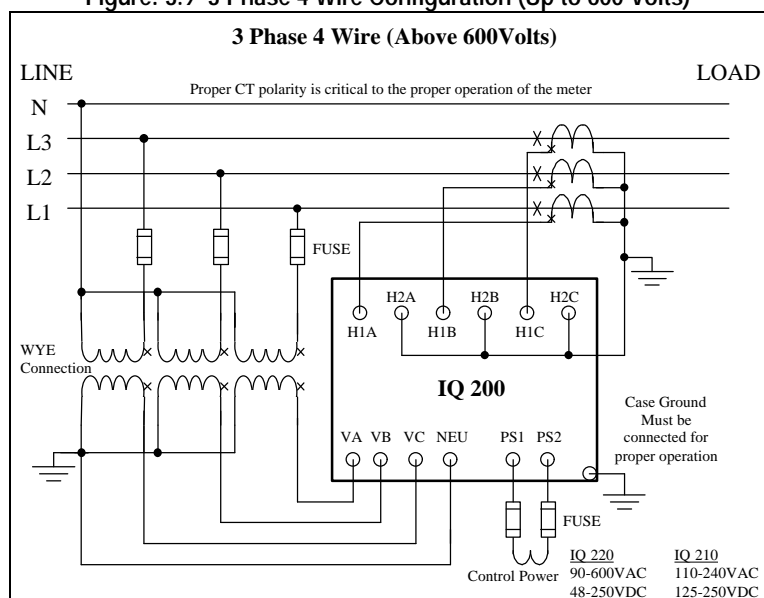 Figure: 3.7 3 Phase 4 Wire Configuration (Up to 600 Volts)
3 Phase 4 Wire (Above 600Volts)
LINE
LOAD
Proper CT polarity is critical to the proper operation of the meter
N
L3
L2
L1
FUSE
H2A H2B H2C
H1A H1B H1C
WYE
Connection
IQ 200
Case Ground
Must be
connected for
proper operation
VA VB VC NEU PS1 PS2
FUSE
Control Power
IQ 220 IQ 210
90-600VAC 110-240VAC
48-250VDC 125-250VDC